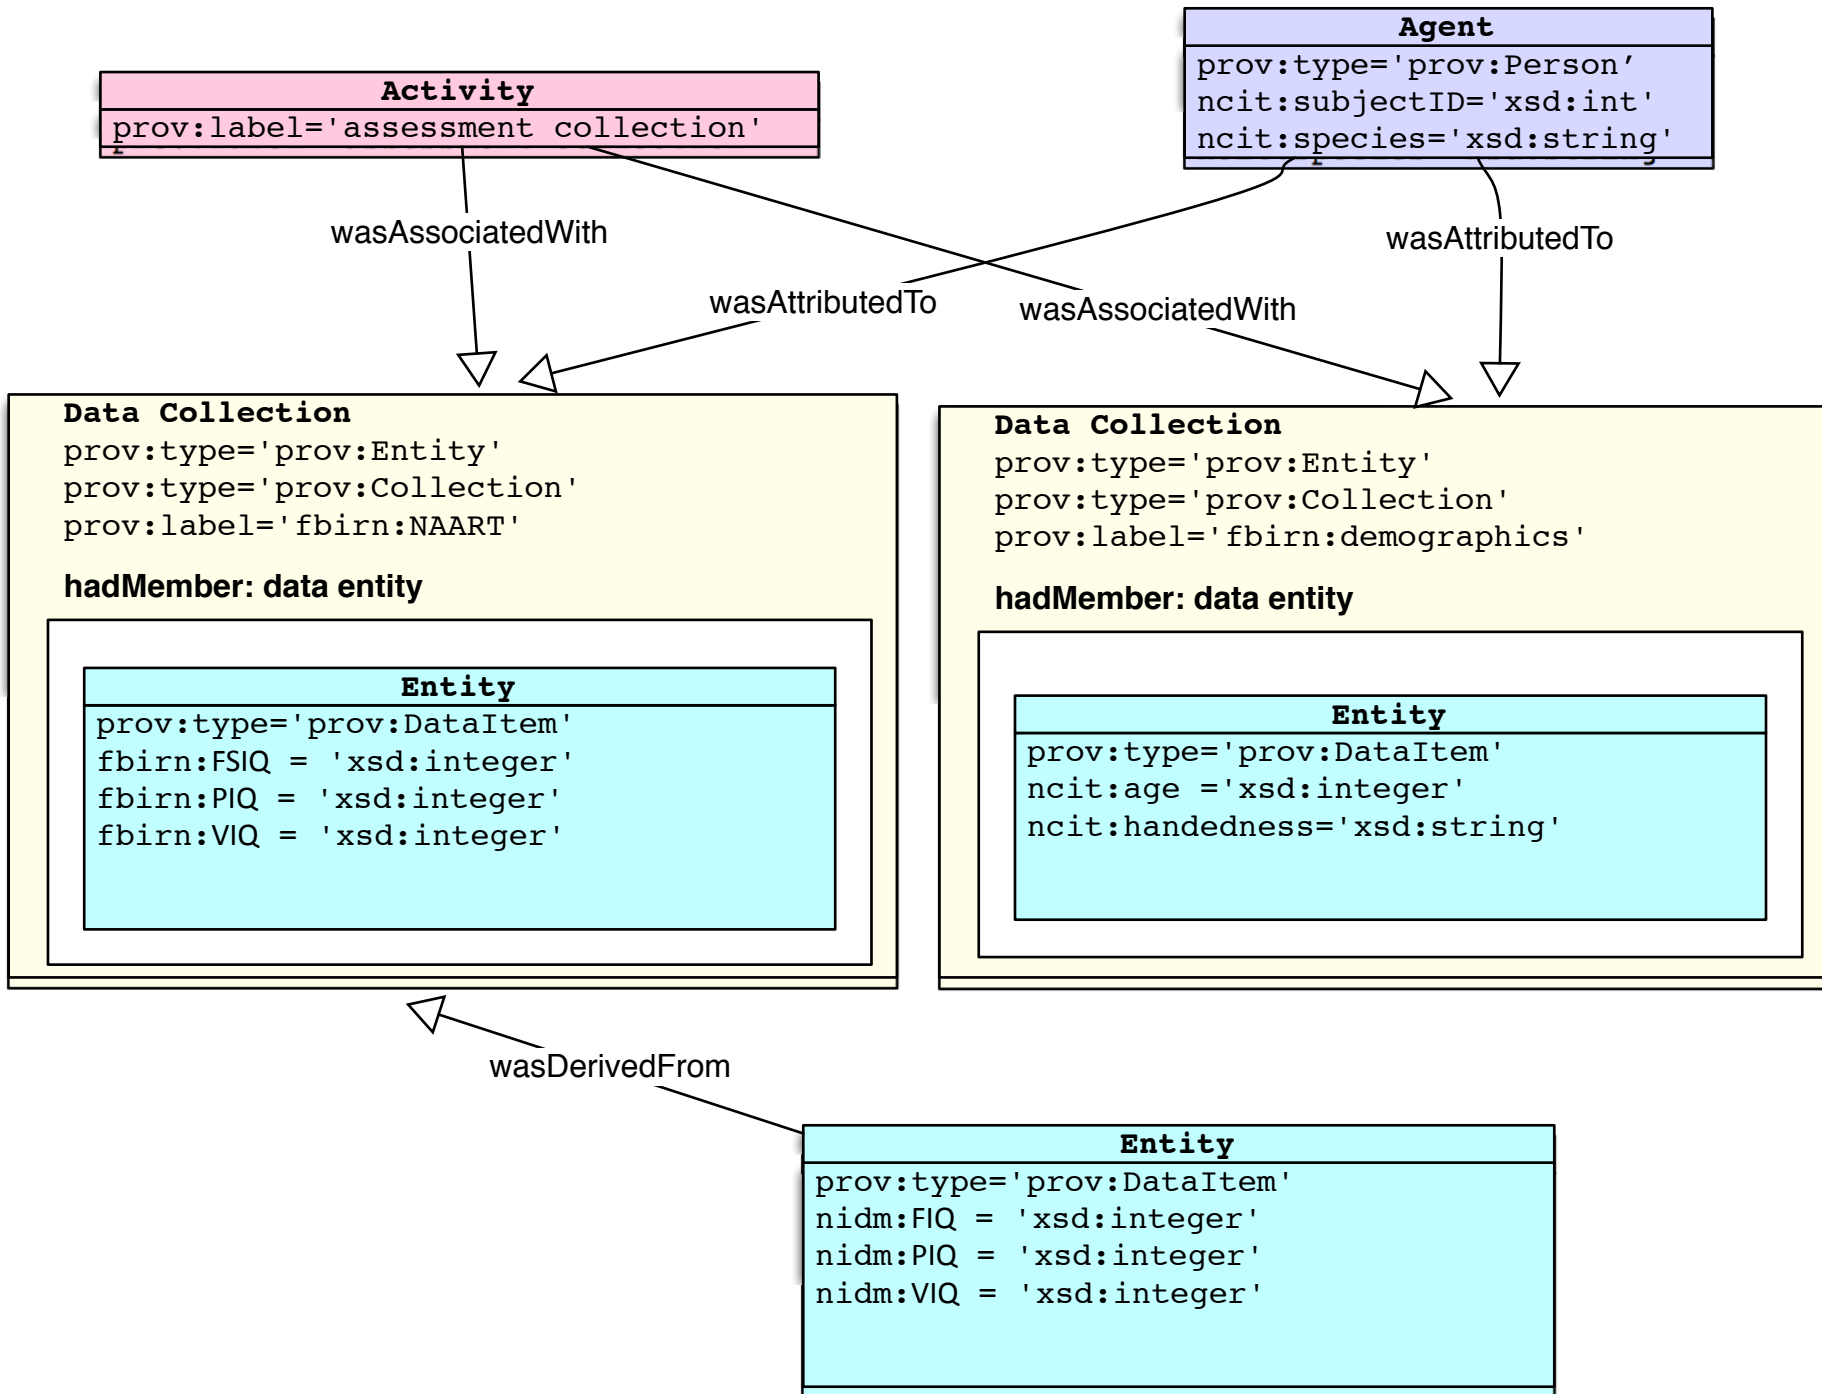 Activity
prov:label='assessment collection'
Agent
prov:type='prov:Person’
ncit:subjectID='xsd:int'
ncit:species='xsd:string'
wasAssociatedWith
wasAttributedTo
wasAttributedTo
wasAssociatedWith
Data Collection
prov:type='prov:Entity'
prov:type='prov:Collection'
prov:label='fbirn:NAART'
hadMember: data entity
Entity
prov:type='prov:DataItem'
fbirn:FSIQ = 'xsd:integer'
fbirn:PIQ = 'xsd:integer'
fbirn:VIQ = 'xsd:integer'
Data Collection
prov:type='prov:Entity'
prov:type='prov:Collection'
prov:label='fbirn:demographics'
hadMember: data entity
Entity
prov:type='prov:DataItem'
ncit:age ='xsd:integer'
ncit:handedness='xsd:string'
wasDerivedFrom
Entity
prov:type='prov:DataItem'
nidm:FIQ = 'xsd:integer'
nidm:PIQ = 'xsd:integer'
nidm:VIQ = 'xsd:integer'